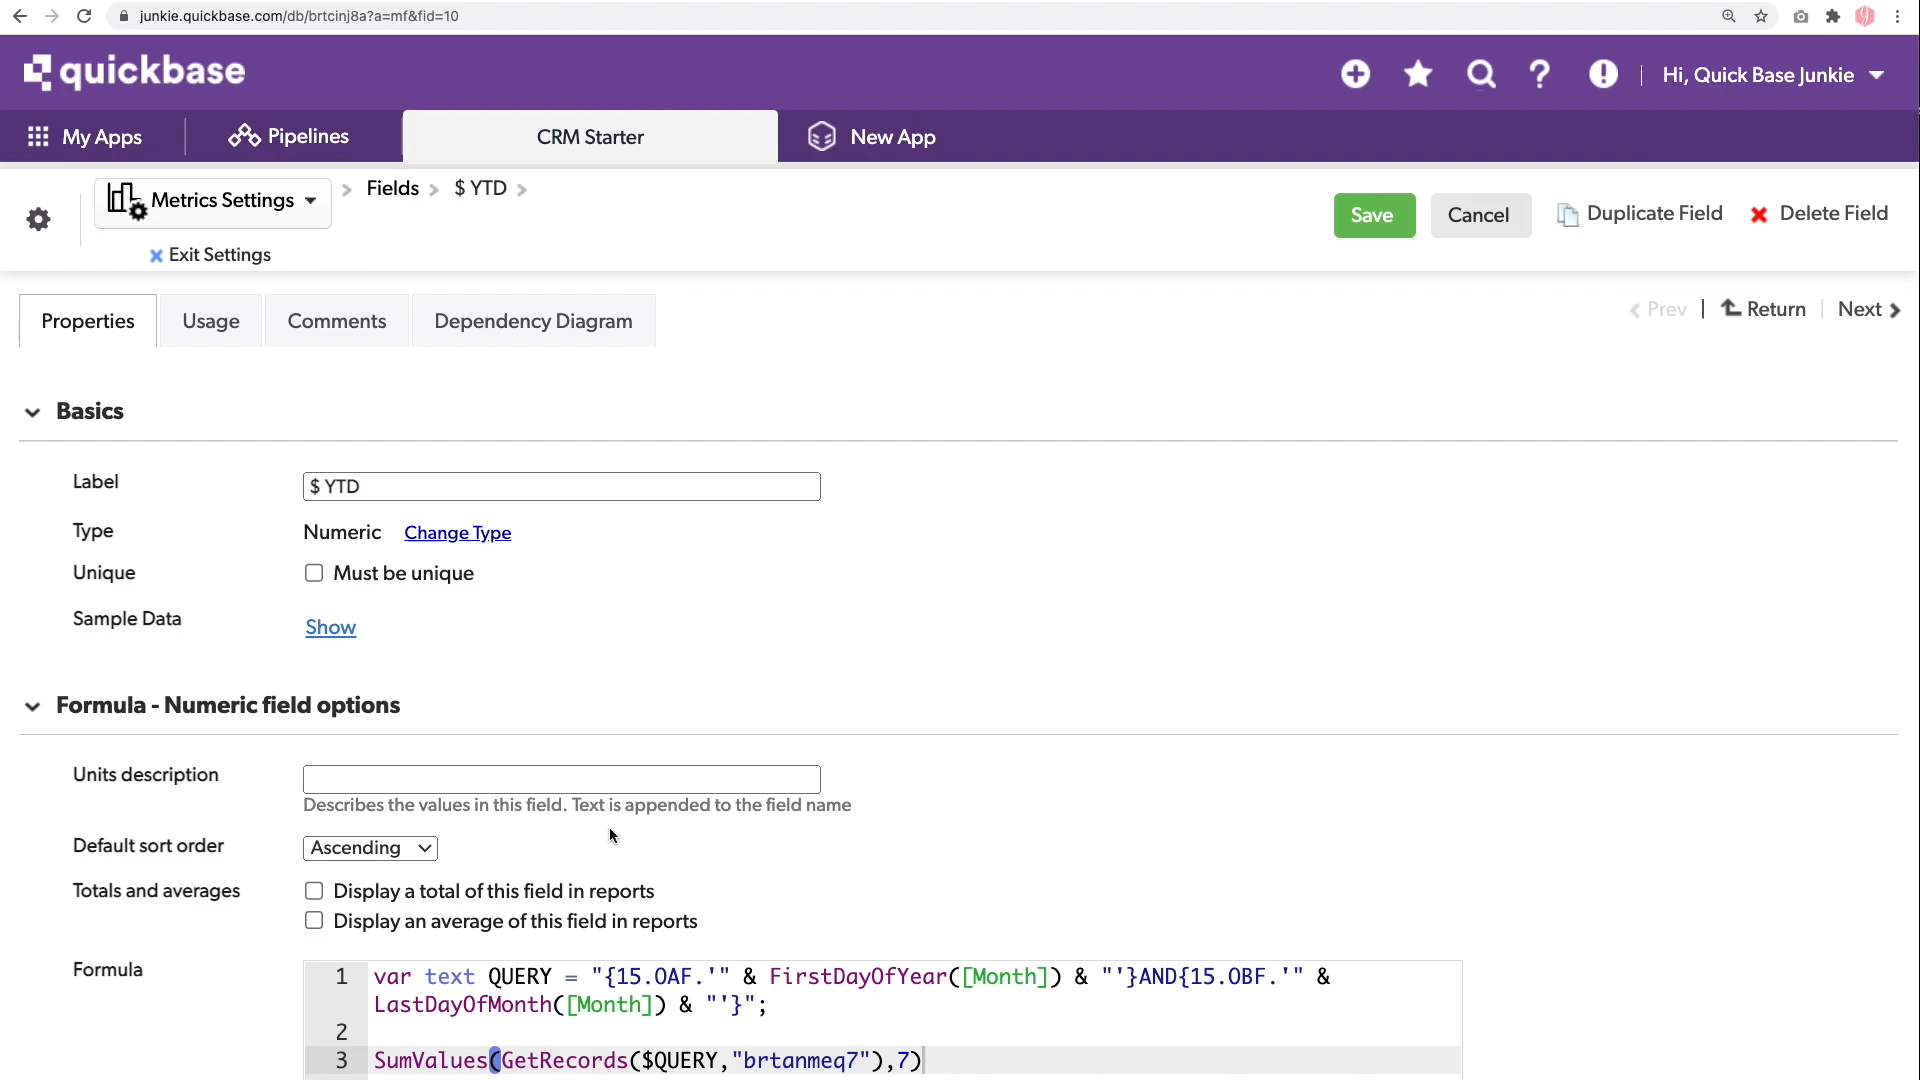 junkie.quickbase.com/db/brtcinj8a?a=mf&fid=10
quickbase
Hi, Quick Base Junkie
My Apps
Pipelines
CRM Starter
New App
Metrics Settings
Fields
$ YTD
Save
Cancel
Duplicate Field
Delete Field
Exit Settings
Properties
Usage
Comments
Dependency Diagram
Prev | Return | Next
Basics
Label
$ YTD
Type
Numeric Change Type
Unique
Must be unique
Sample Data
Show
Formula - Numeric field options
Units description
Describes the values in this field. Text is appended to the field name
Default sort order
Ascending
Totals and averages
Display a total of this field in reports
Display an average of this field in reports
Formula
1 var text QUERY = "{15.OAF.'" & FirstDayOfYear([Month]) & "'}AND{15.OBF.'" &
LastDayOfMonth([Month]) & "'}";
2
3 SumValues(GetRecords($QUERY,"brtanmeq7"),7)